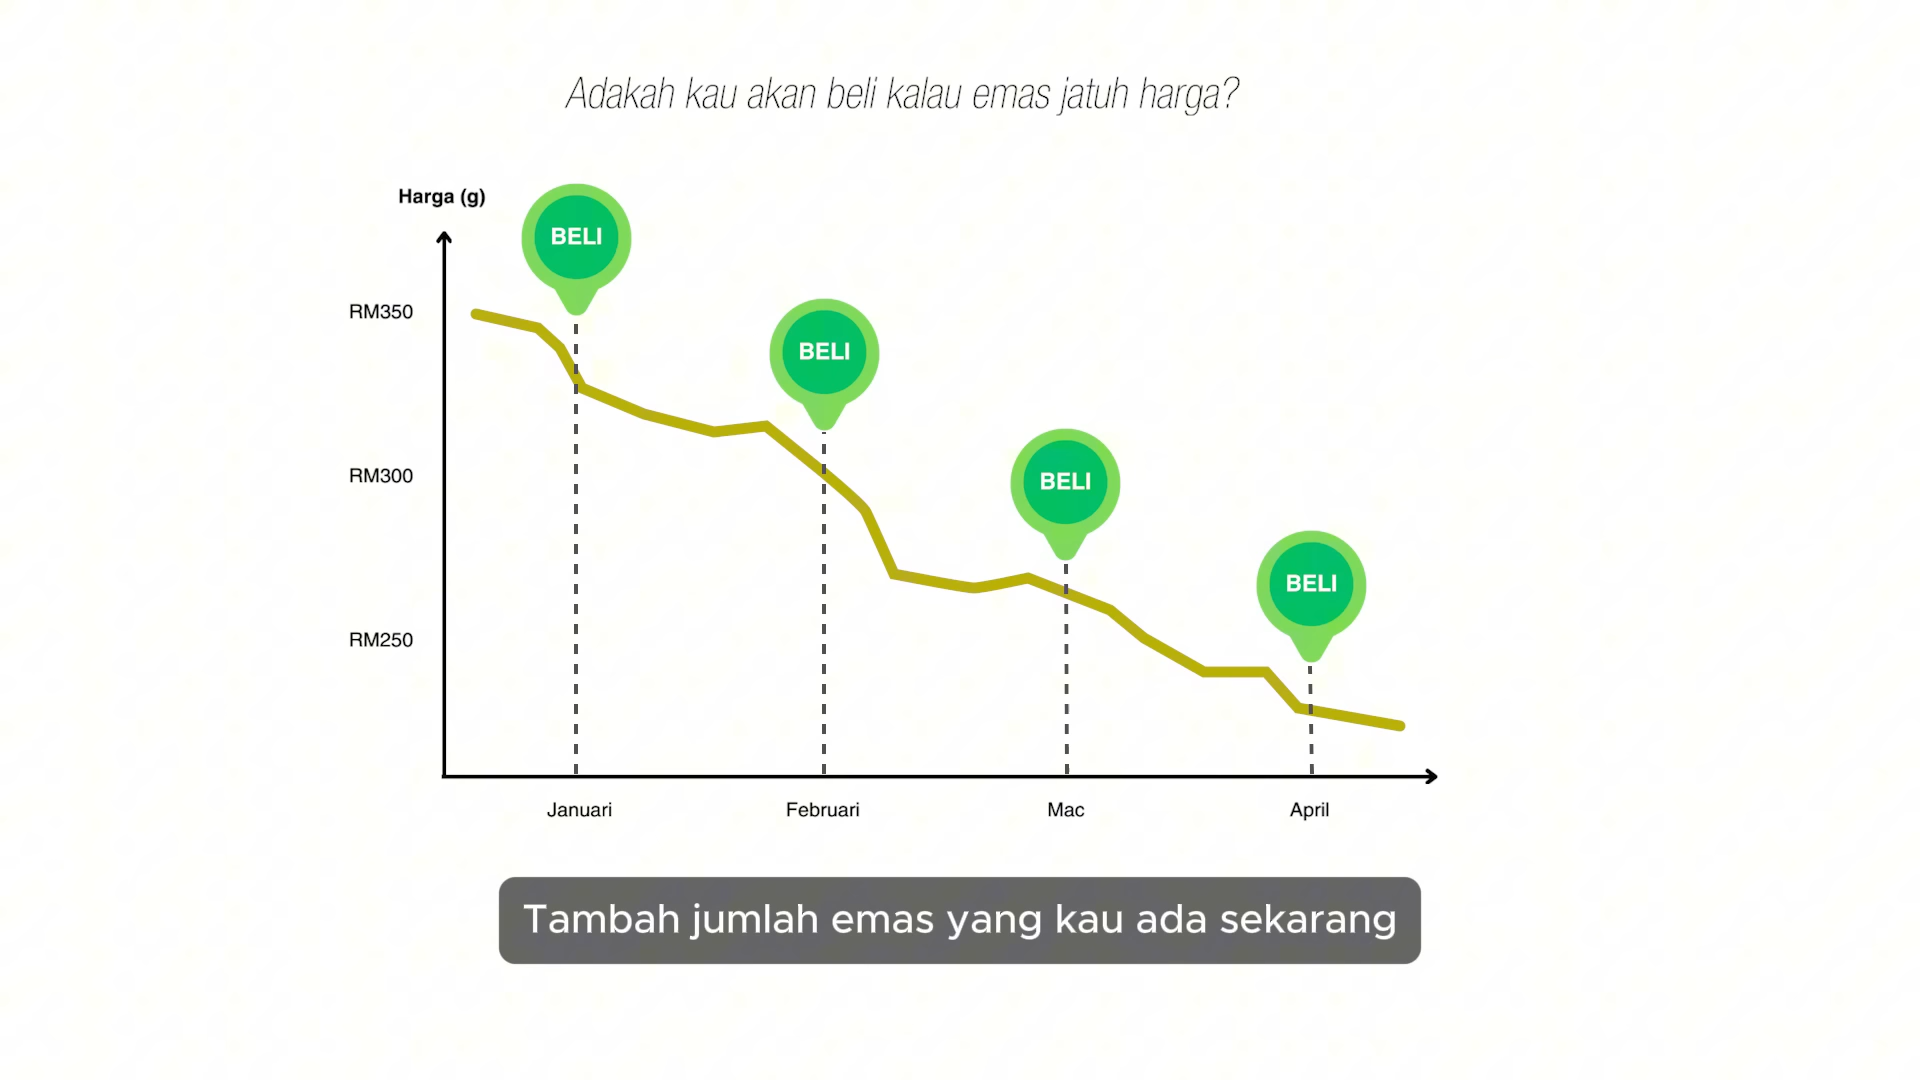 Adakah kau akan beli kalau emas jatuh harga?
Harga (g)
BELI
RM350
BELI
RM300
BELI
BELI
RM250
Januari
Februari
Mac
April
Tambah jumlah emas yang kau ada sekarang